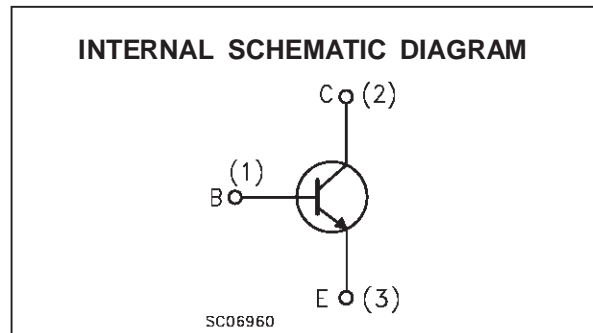 INTERNAL SCHEMATIC DIAGRAM
C (2)
(1)
B
E (3)
SC06960